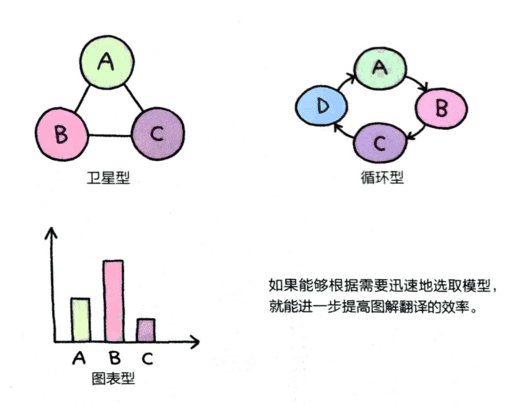 A
B
C
卫星型
A
D
B
C
循环型
A B C
图表型
如果能够根据需要迅速地选取模型，
就能进一步提高图解翻译的效率。